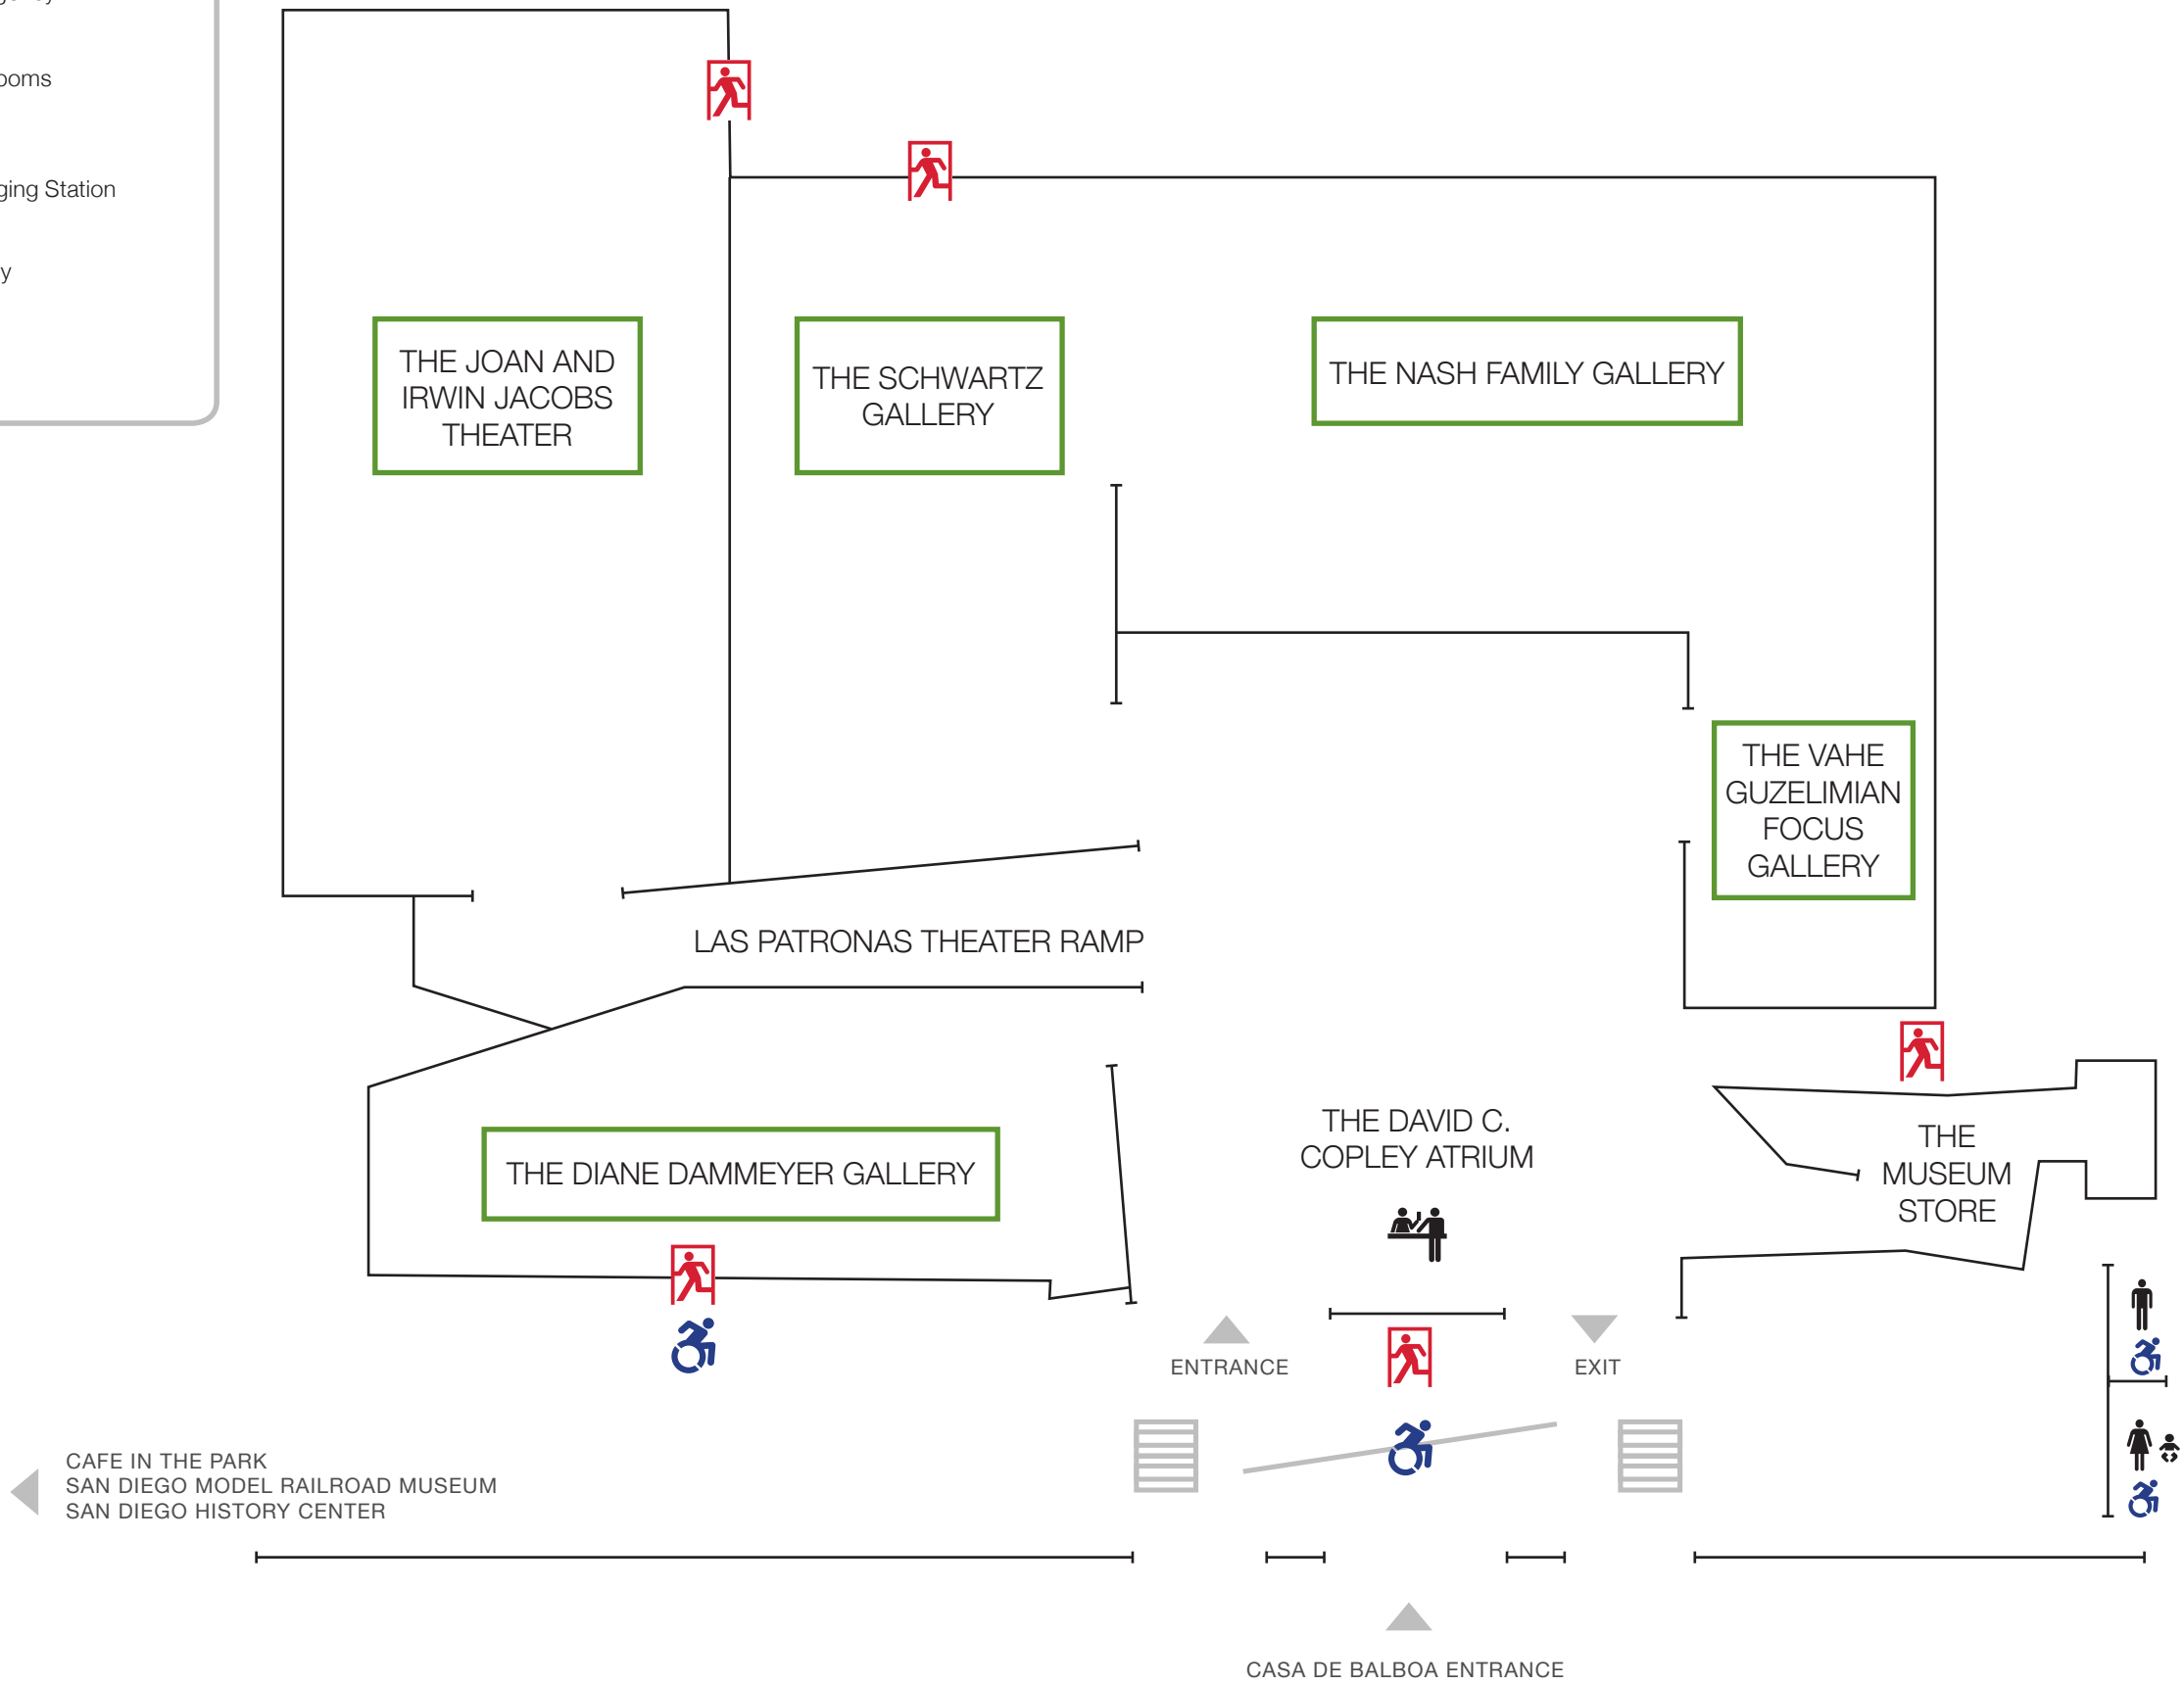 ging Station
THE JOAN AND
IRWIN JACOBS
THEATER
THE SCHWARTZ
GALLERY
THE NASH FAMILY GALLERY
THE VAHE
GUZELIMIAN
FOCUS
GALLERY
LAS PATRONAS THEATER RAMP
THE DIANE DAMMEYER GALLERY
THE DAVID C.
COPLEY ATRIUM
THE
MUSEUM
STORE
ENTRANCE
EXIT
CAFE IN THE PARK
SAN DIEGO MODEL RAILROAD MUSEUM
SAN DIEGO HISTORY CENTER
CASA DE BALBOA ENTRANCE